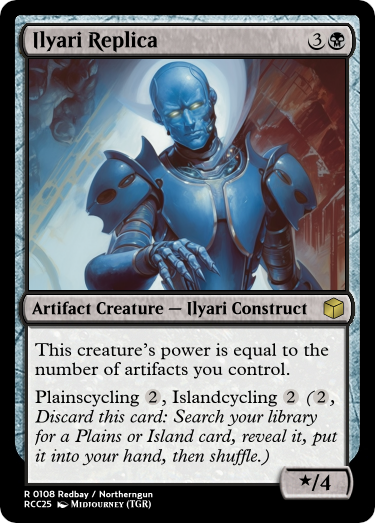 Ilyari Replica 3
Artifact Creature — Ilyari Construct
This creature's power is equal to the
number of artifacts you control.
Plainscycling 2, Islandcycling 2 (2,
Discard this card: Search your library
for a Plains or Island card, reveal it, put
it into your hand, then shuffle.)
★/4
R 0108 Redbay / Northerngun
RCC25 Midjourney (TGR)